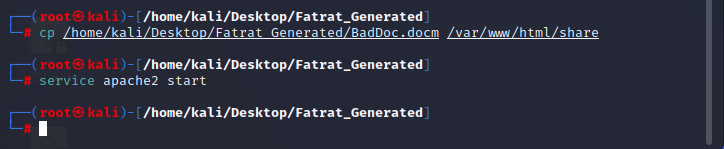 ┌──(root㉿kali)-[/home/kali/Desktop/Fatrat_Generated]
└─# cp /home/kali/Desktop/Fatrat_Generated/BadDoc.docm /var/www/html/share
┌──(root㉿kali)-[/home/kali/Desktop/Fatrat_Generated]
└─# service apache2 start
┌──(root㉿kali)-[/home/kali/Desktop/Fatrat_Generated]
└─#